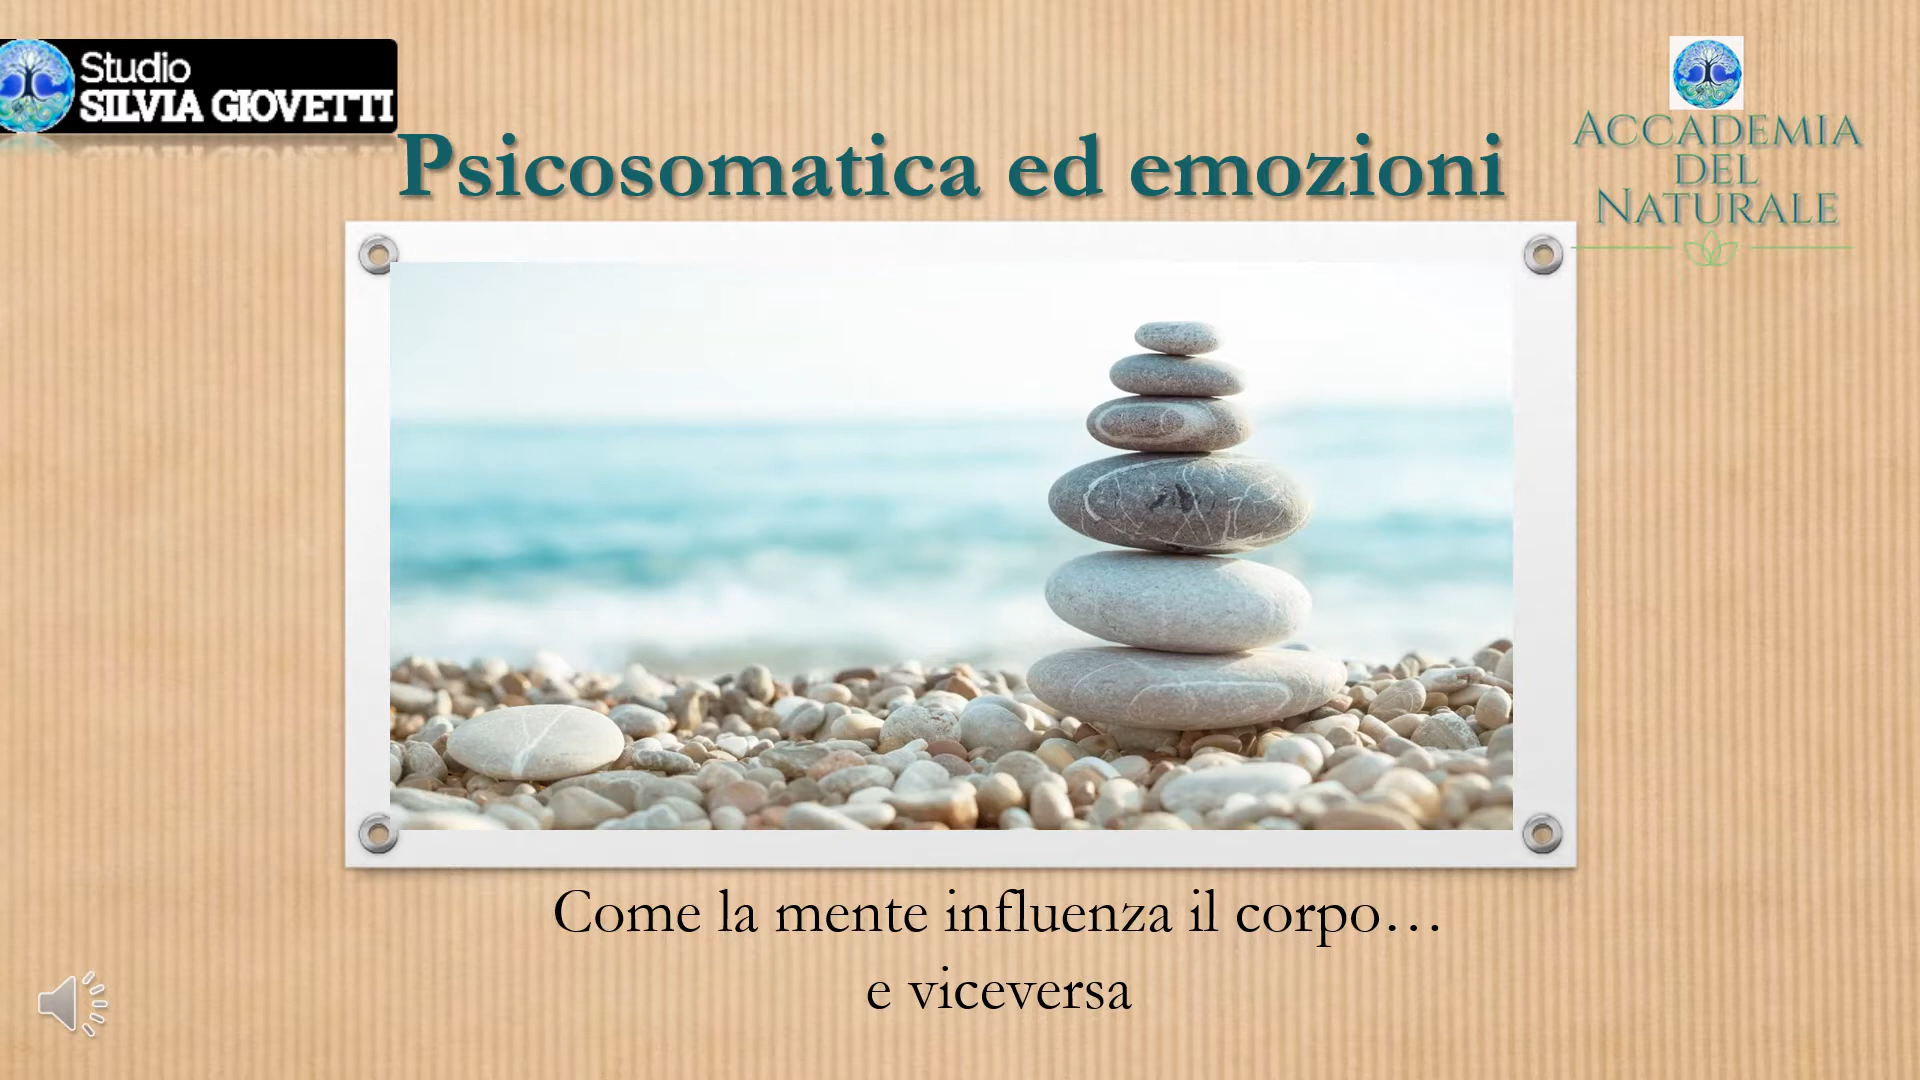 Studio
SILVIA GIOVETTI
Psicosomatica ed emozioni
ACCADEMIA
DEL
NATURALE
Come la mente influenza il corpo…
e viceversa